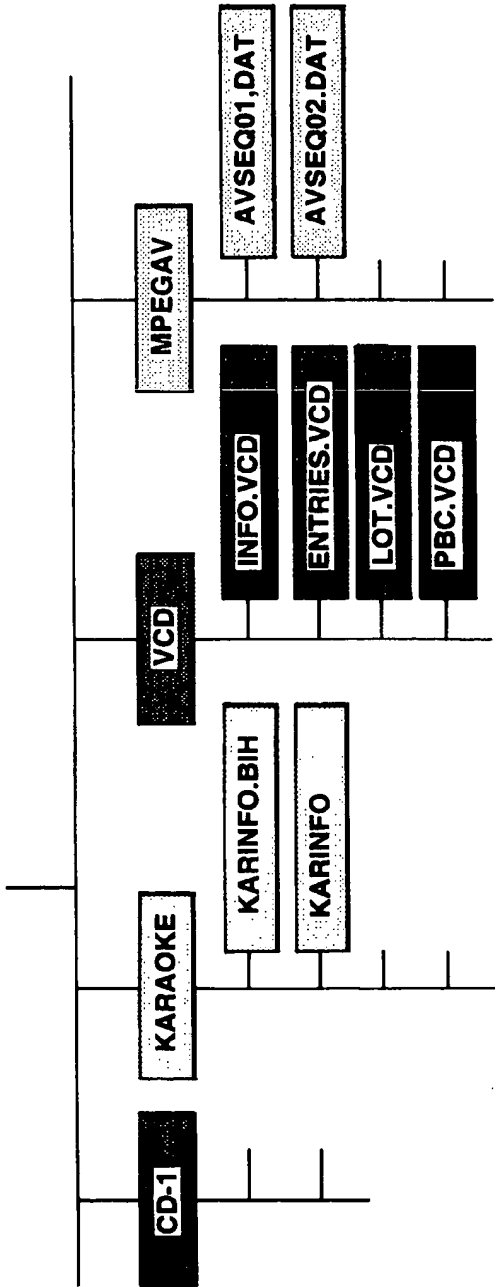 CD-1
KARAOKE
KARINFO.BIH
KARINFO
VCD
INFO.VCD
ENTRIES.VCD
LOT.VCD
PBC.VCD
MPEGAV
AVSEQ01,DAT
AVSEQ02.DAT